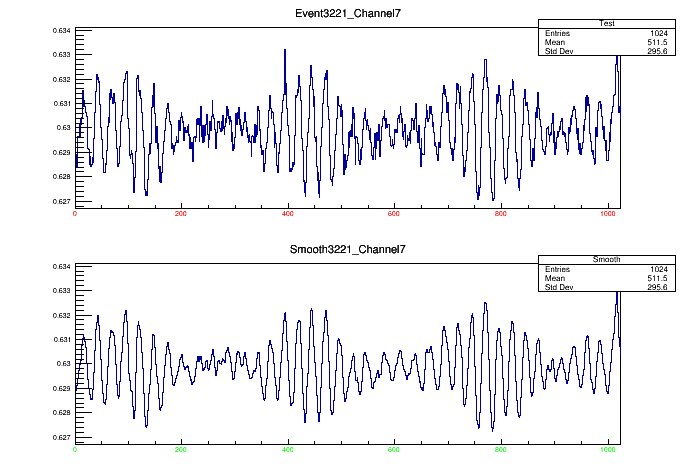 Event3221_Channel7
Test
Entries 1024
Mean 511.5
Std Dev 295.6
0.634
0.633
0.632
0.631
0.63
0.629
0.628
0.627
0 200 400 600 800 1000
Smooth3221_Channel7
Smooth
Entries 1024
Mean 511.5
Std Dev 295.6
0.634
0.633
0.632
0.631
0.63
0.629
0.628
0.627
0 200 400 600 800 1000